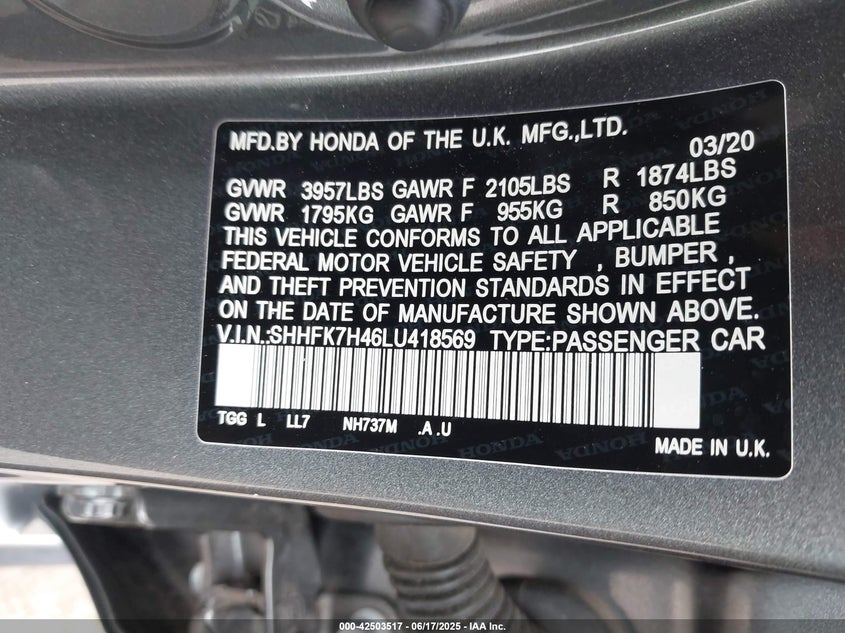 MFD.BY HONDA OF THE U.K. MFG.,LTD. 03/20
GVWR 3957LBS GAWR F 2105LBS R 1874LBS
GVWR 1795KG GAWR F 955KG R 850KG
THIS VEHICLE CONFORMS TO ALL APPLICABLE
FEDERAL MOTOR VEHICLE SAFETY , BUMPER ,
AND THEFT PREVENTION STANDARDS IN EFFECT
ON THE DATE OF MANUFACTURE SHOWN ABOVE.
V.I.N.:SHHFK7H46LU418569 TYPE:PASSENGER CAR
TGG L LL7 NH737M .A .U
HONDA HONDA HONDA
MADE IN U.K.
000-42503517 - 06/17/2025 - IAA Inc.